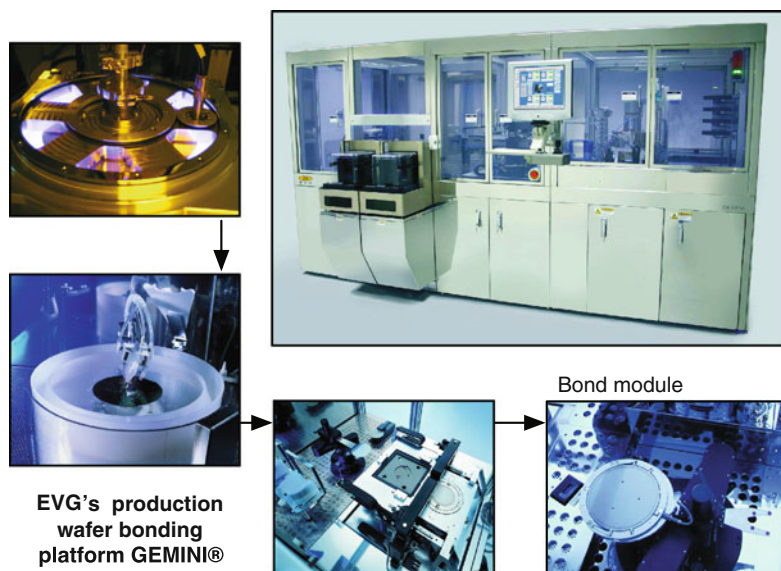 Bond module
EVG's production
wafer bonding
platform GEMINI®